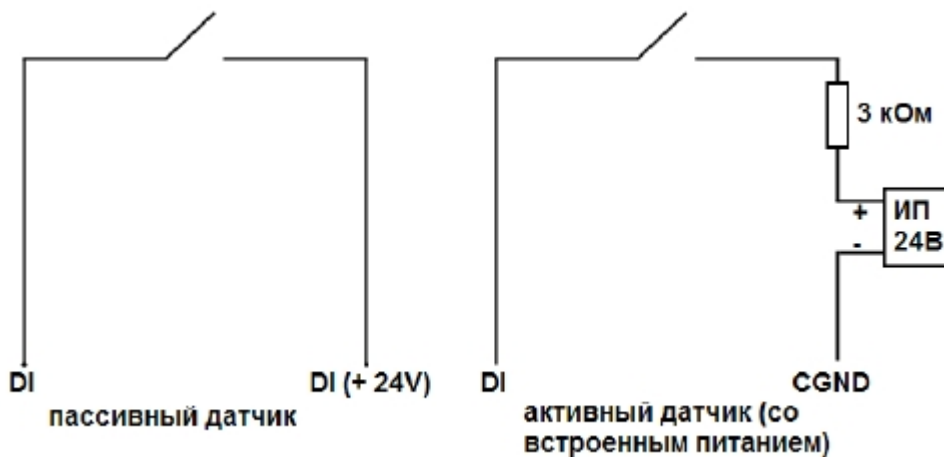 3 кОм
+ ИП
- 24В
DI
DI (+ 24V)
DI
CGND
пассивный датчик
активный датчик (со
встроенным питанием)